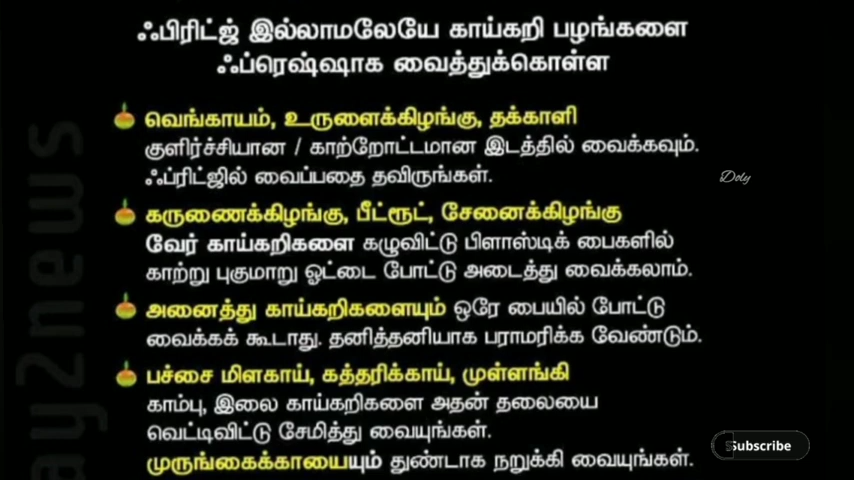 ஃபிரிட்ஜ் இல்லாமலேயே காய்கறி பழங்களை
ஃப்ரெஷ்ஷாக வைத்துக்கொள்ள
வெங்காயம், உருளைக்கிழங்கு, தக்காளி
குளிர்ச்சியான / காற்றோட்டமான இடத்தில் வைக்கவும்.
ஃப்ரிட்ஜில் வைப்பதை தவிருங்கள்.
Doly
கருணைக்கிழங்கு, பீட்ரூட், சேனைக்கிழங்கு
வேர் காய்கறிகளை கழுவிட்டு பிளாஸ்டிக் பைகளில்
காற்று புகுமாறு ஓட்டை போட்டு அடைத்து வைக்கலாம்.
அனைத்து காய்கறிகளையும் ஒரே பையில் போட்டு
வைக்கக் கூடாது. தனித்தனியாக பராமரிக்க வேண்டும்.
பச்சை மிளகாய், கத்தரிக்காய், முள்ளங்கி
காம்பு, இலை காய்கறிகளை அதன் தலையை
வெட்டிவிட்டு சேமித்து வையுங்கள்.
முருங்கைக்காயையும் துண்டாக நறுக்கி வையுங்கள்.
Subscribe
ay2news